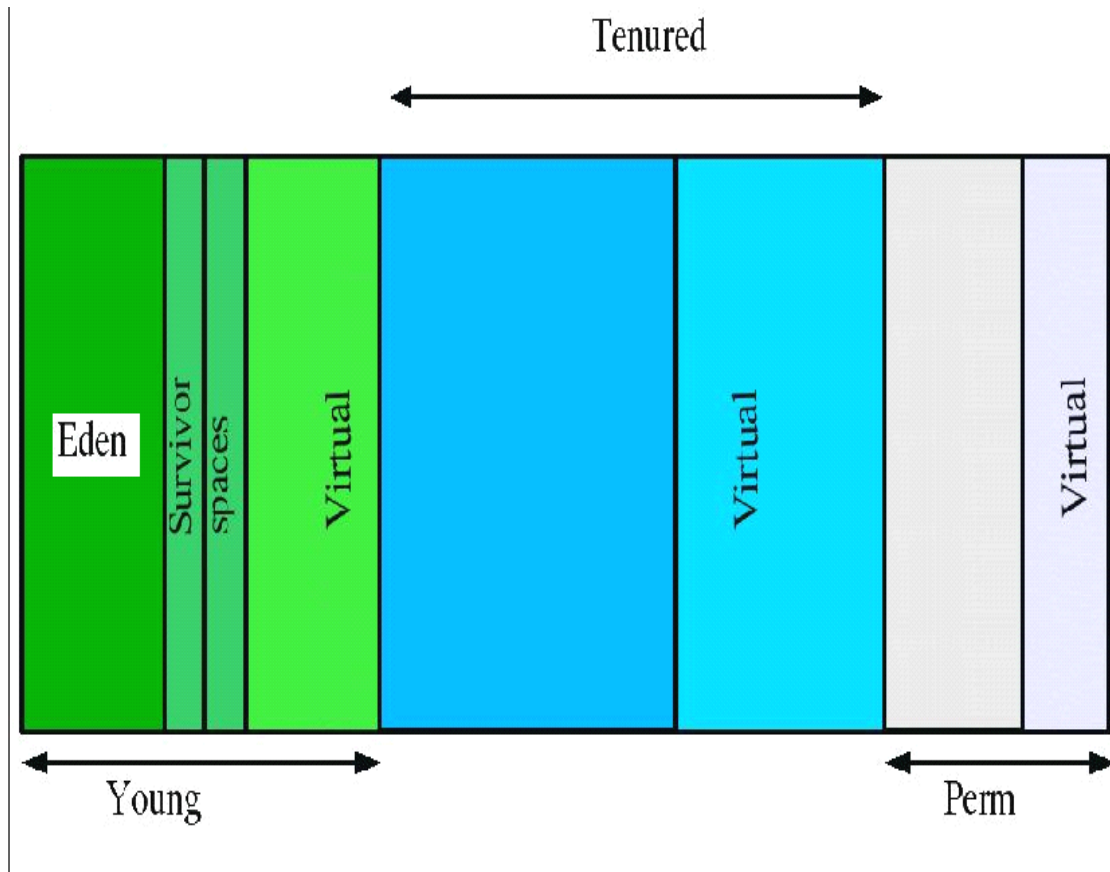 Tenured
Eden
Survivor
spaces
Virtual
Virtual
Virtual
Young
Perm